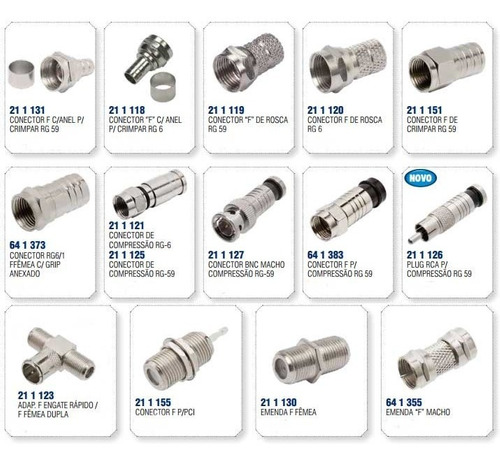 21 1 131
CONECTOR F C/ANEL P/
CRIMPAR RG 59
21 1 118
CONECTOR "F" C/ ANEL
P/ CRIMPAR RG 6
21 1 119
CONECTOR "F" DE ROSCA
RG 59
21 1 120
CONECTOR F DE ROSCA
RG 6
21 1 151
CONECTOR F DE
CRIMPAR RG 59
64 1 373
CONECTOR RG6/1
FFÊMEA C/ GRIP
ANEXADO
21 1 121
CONECTOR DE
COMPRESSÃO RG-6
21 1 125
CONECTOR DE
COMPRESSÃO RG-59
21 1 127
CONECTOR BNC MACHO
COMPRESSÃO RG-59
64 1 383
CONECTOR F P/
COMPRESSÃO RG 59
NOVO
21 1 126
PLUG RCA P/
COMPRESSÃO RG 59
21 1 123
ADAP. F ENGATE RÁPIDO /
F FÊMEA DUPLA
21 1 155
CONECTOR F P/PCI
21 1 130
EMENDA F FÊMEA
64 1 355
EMENDA "F" MACHO